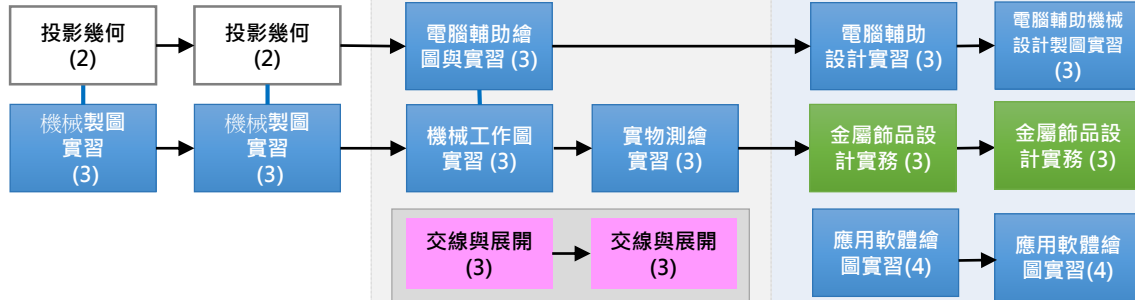 投影幾何
(2)
投影幾何
(2)
電腦輔助繪
圖與實習 (3)
電腦輔助
設計實習 (3)
電腦輔助機械
設計製圖實習
(3)
機械製圖
實習
(3)
機械製圖
實習
(3)
機械工作圖
實習 (3)
實物測繪
實習 (3)
金屬飾品設
計實務 (3)
金屬飾品設
計實務 (3)
交線與展開
(3)
交線與展開
(3)
應用軟體繪
圖實習(4)
應用軟體繪
圖實習(4)